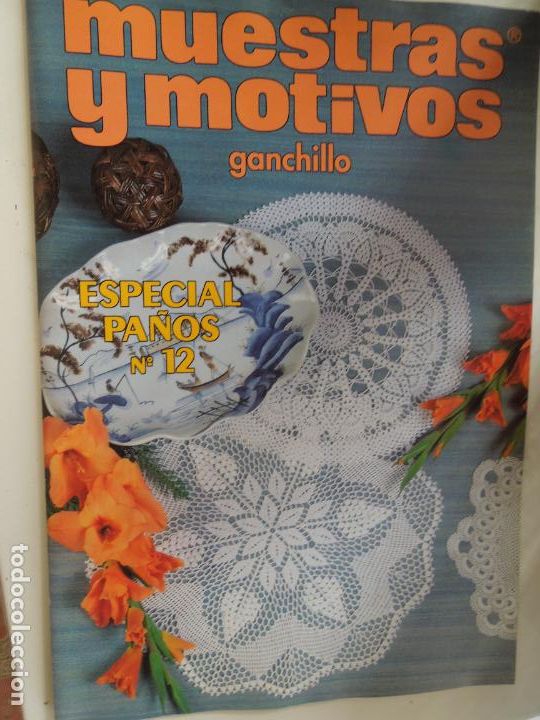 muestras®
y motivos
ganchillo
ESPECIAL
PAÑOS
Nº 12
todocoleccion